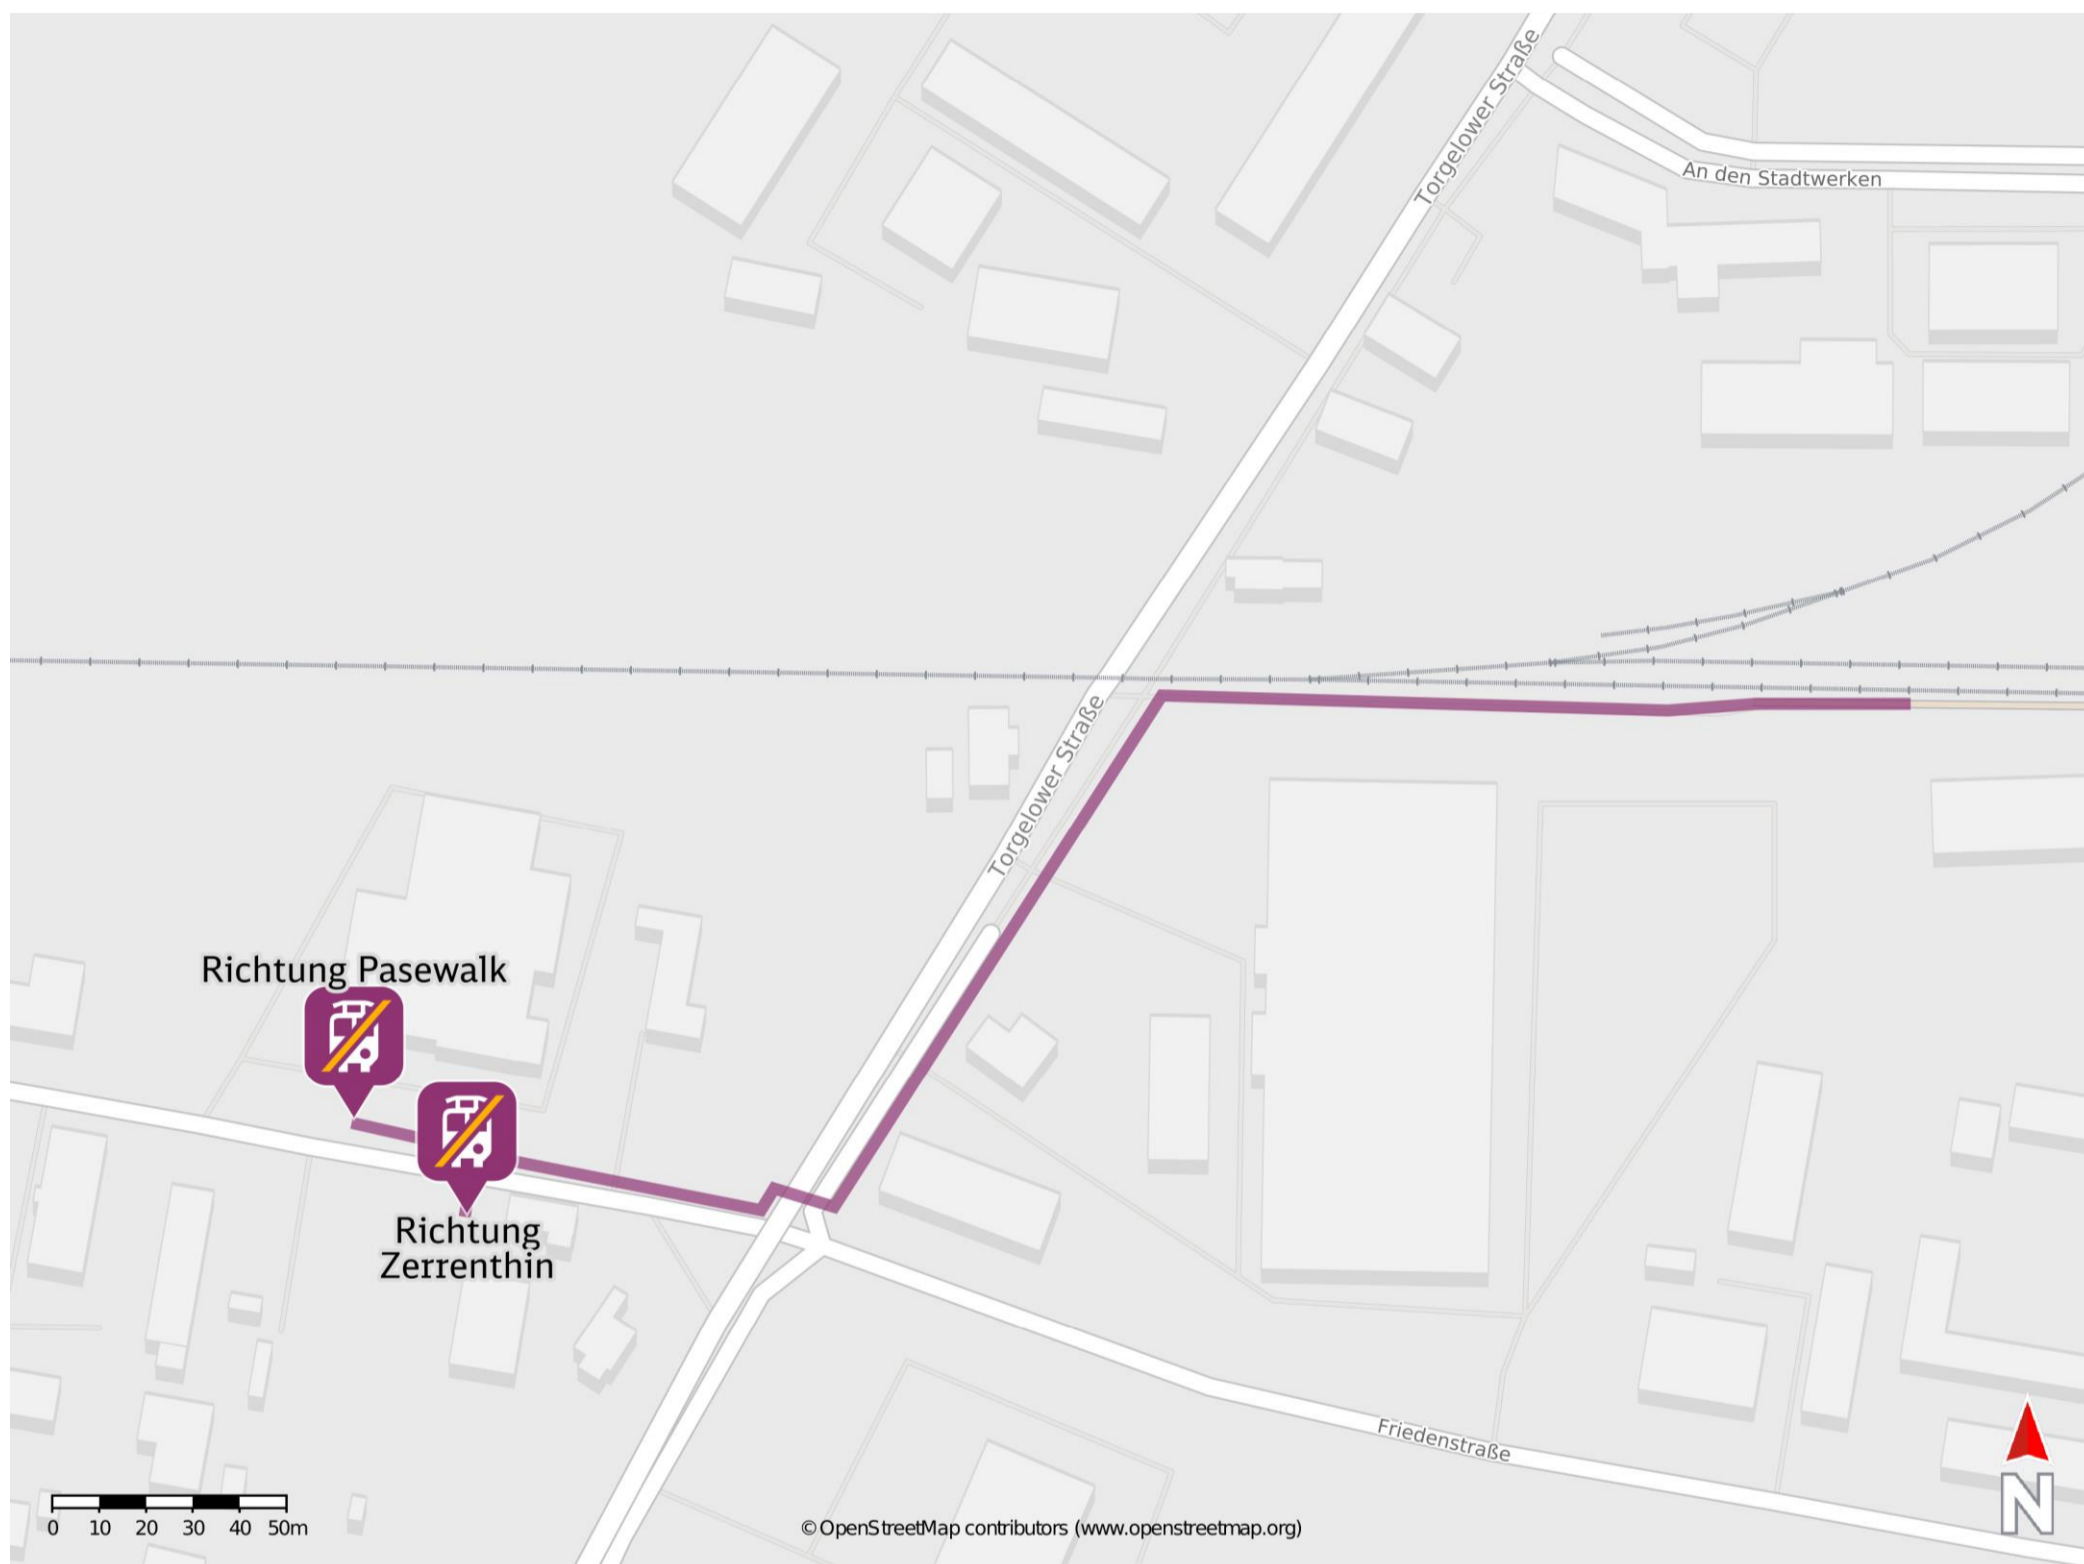 Torgelower Straße
An den Stadtwerken
Torgelower Straße
Richtung Pasewalk
Richtung
Zerrenthin
Friedenstraße
N
0 10 20 30 40 50m
© OpenStreetMap contributors (www.openstreetmap.org)